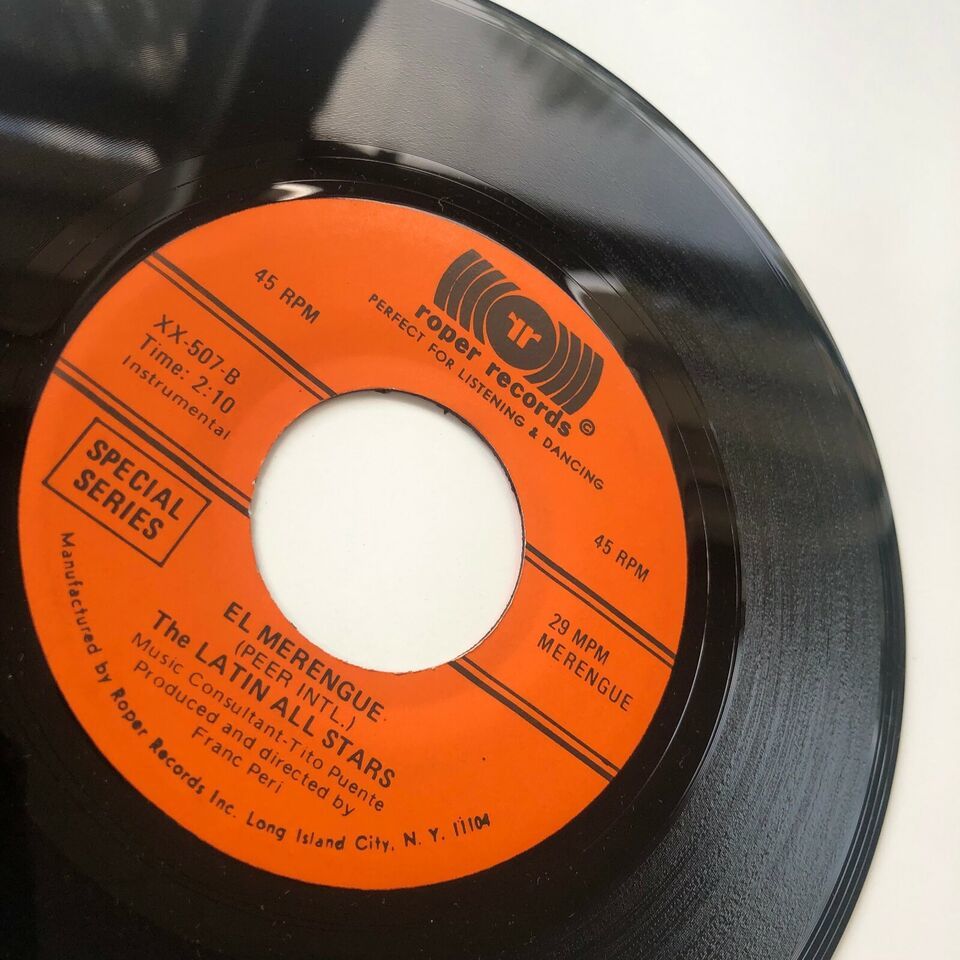 rr
roper records ©
PERFECT FOR LISTENING & DANCING
45 RPM
45 RPM
XX-507-B
Time: 2:10
Instrumental
29 MPM
MERENGUE
SPECIAL
SERIES
EL MERENGUE
(PEER INTL.)
The LATIN ALL STARS
Music Consultant-Tito Puente
Produced and directed by
Franc Peri
Manufactured by Roper Records Inc. Long Island City, N. Y. 11104